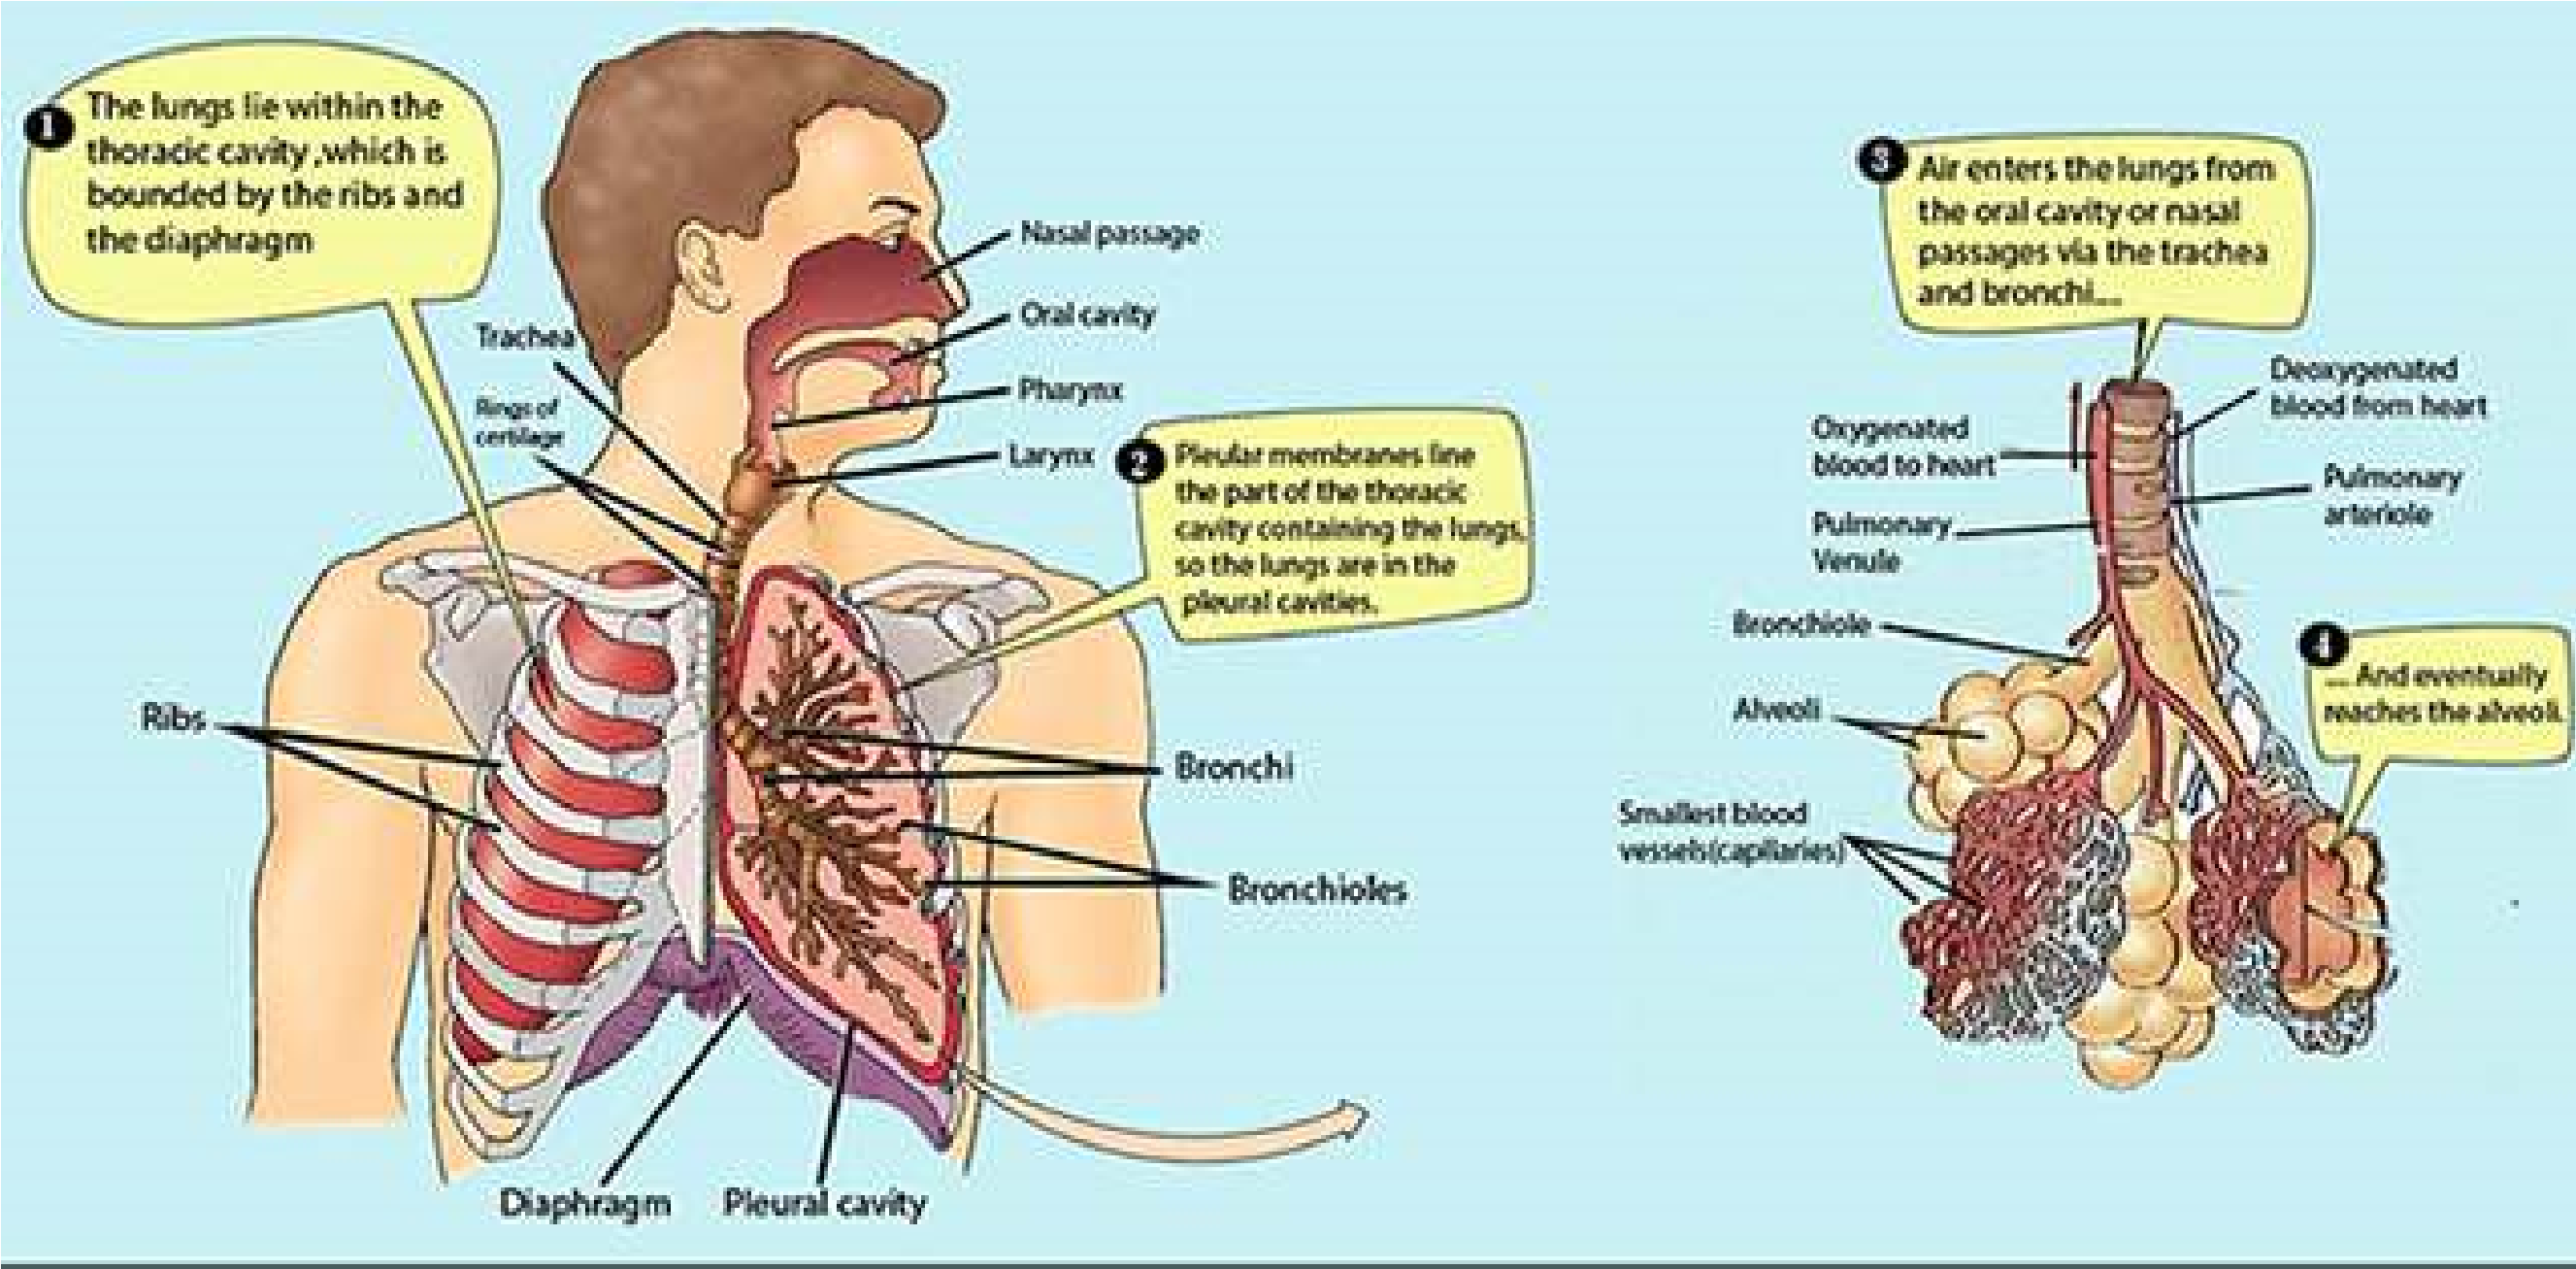 1
The lungs lie within the
thoracic cavity ,which is
bounded by the ribs and
the diaphragm
Nasal passage
Oral cavity
Trachea
Pharynx
Rings of
certilage
Larynx
2
Pleular membranes line
the part of the thoracic
cavity containing the lungs,
so the lungs are in the
pleural cavities.
Ribs
Bronchi
Bronchioles
Diaphragm
Pleural cavity
3
Air enters the lungs from
the oral cavity or nasal
passages via the trachea
and bronchi....
Deoxygenated
blood from heart
Oxygenated
blood to heart
Pulmonary
arteriole
Pulmonary
Venule
Bronchiole
4
.... And eventually
reaches the alveoli.
Alveoli
Smallest blood
vessels(capilaries)